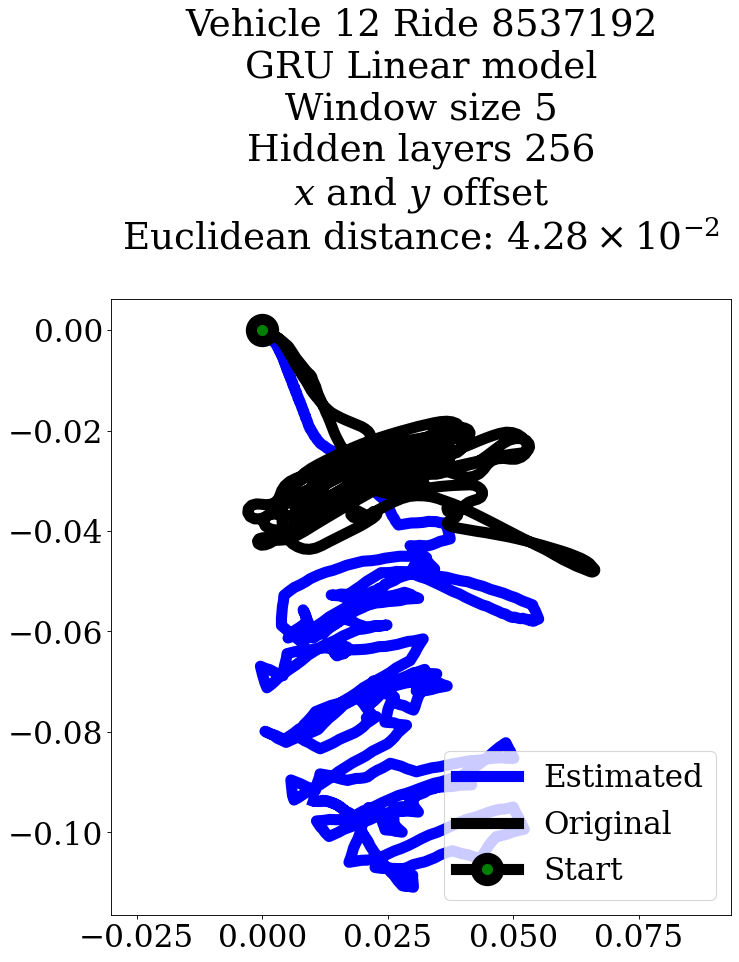 Vehicle 12 Ride 8537192
GRU Linear model
Window size 5
Hidden layers 256
x and y offset
Euclidean distance: 4.28 × 10⁻²
0.00
−0.02
−0.04
−0.06
−0.08
−0.10
Estimated
Original
Start
−0.025 0.000 0.025 0.050 0.075